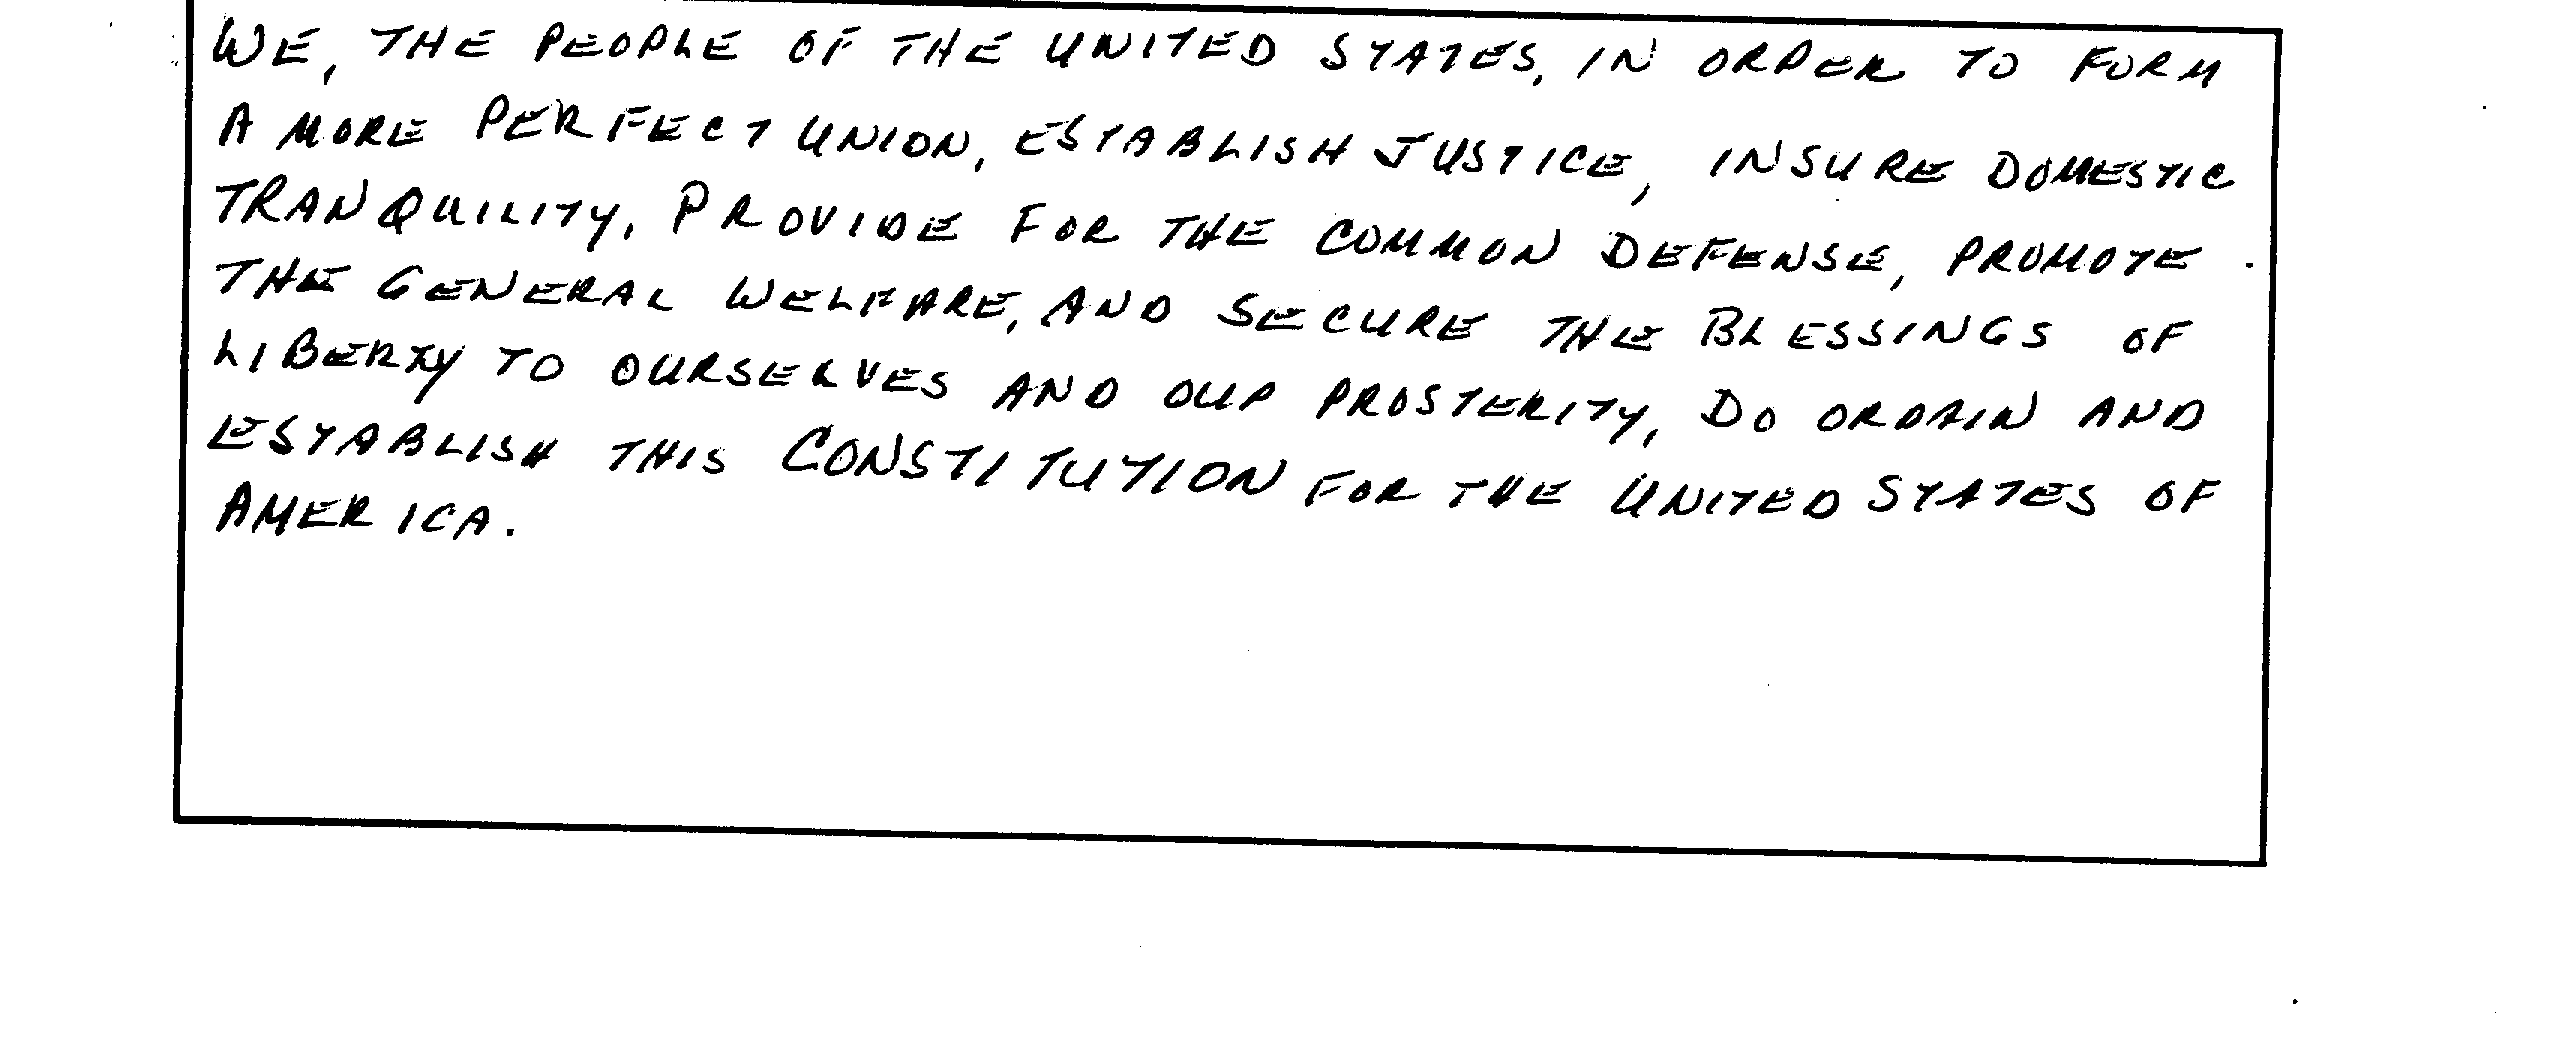 WE, THE PEOPLE OF THE UNITED STATES, IN ORDER TO FORM
A MORE PERFECT UNION, ESTABLISH JUSTICE, INSURE DOMESTIC
TRANQUILITY, PROVIDE FOR THE COMMON DEFENSE, PROMOTE
THE GENERAL WELFARE, AND SECURE THE BLESSINGS OF
LIBERTY TO OURSELVES AND OUR PROSTERITY, DO ORDAIN AND
ESTABLISH THIS CONSTITUTION FOR THE UNITED STATES OF
AMERICA.